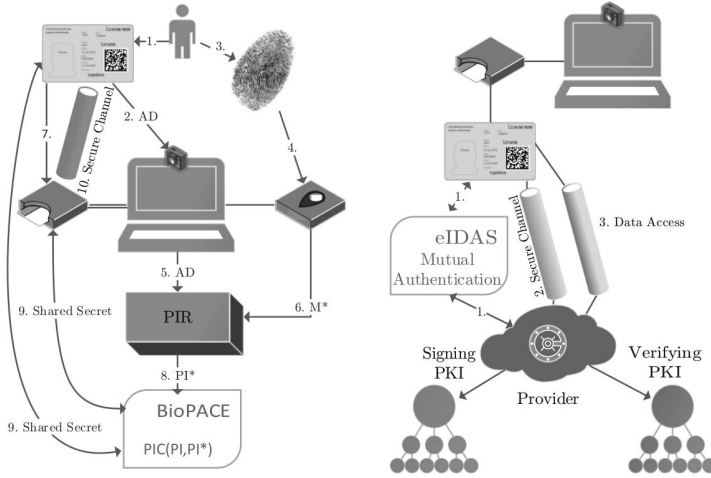 1.
3.
2. AD
7.
10. Secure Channel
4.
5. AD
6. M*
PIR
9. Shared Secret
8. PI*
BioPACE
9. Shared Secret
PIC(PI,PI*)
1.
eIDAS
Mutual
Authentication
2. Secure Channel
3. Data Access
1.
Signing
PKI
Verifying
PKI
Provider